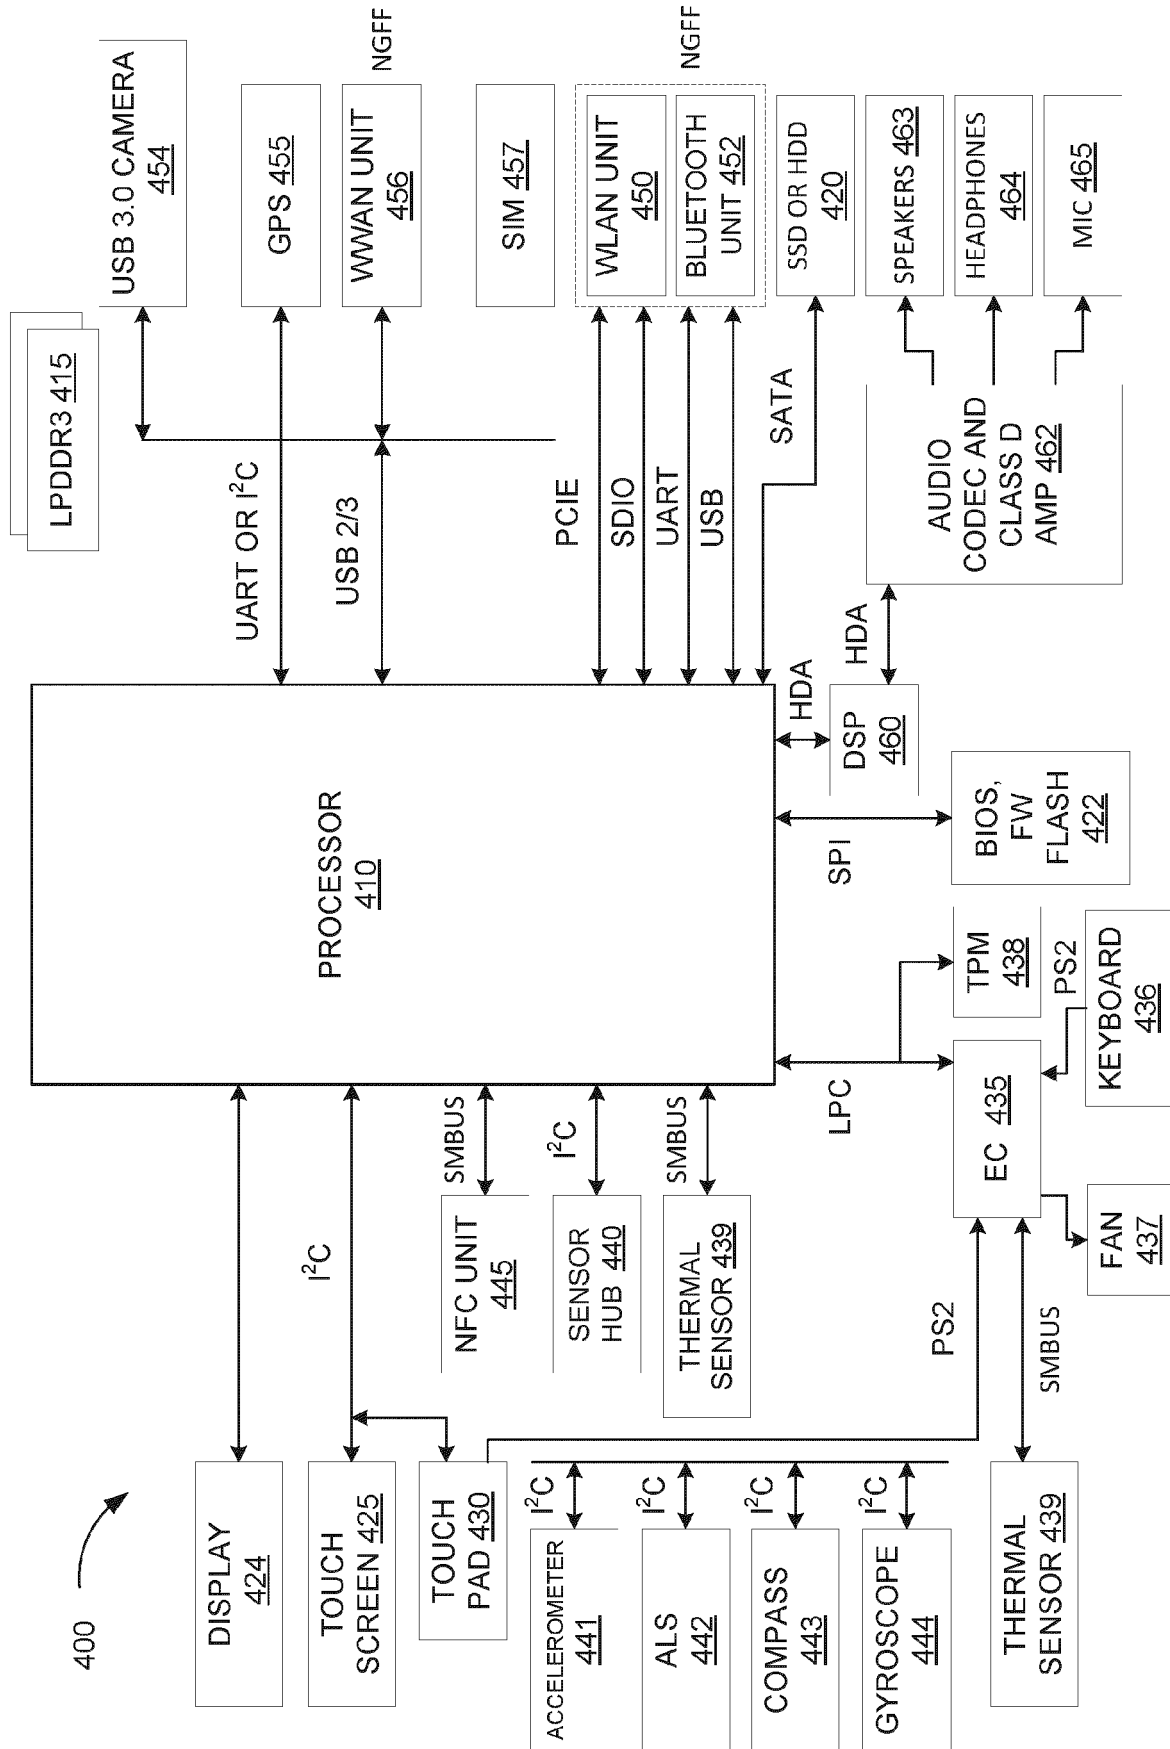 400
DISPLAY
424
TOUCH
SCREEN 425
TOUCH
PAD 430
I²C
ACCELEROMETER
441
I²C
ALS
442
I²C
COMPASS
443
I²C
GYROSCOPE
444
I²C
THERMAL
SENSOR 439
SMBUS
PS2
NFC UNIT
445
SMBUS
SENSOR
HUB 440
I²C
THERMAL
SENSOR 439
SMBUS
FAN
437
EC 435
LPC
KEYBOARD
436
PS2
TPM
438
PROCESSOR
410
SPI
BIOS,
FW
FLASH
422
HDA
DSP
460
HDA
AUDIO
CODEC AND
CLASS D
AMP 462
LPDDR3 415
UART OR I²C
USB 2/3
PCIE
SDIO
UART
USB
SATA
USB 3.0 CAMERA
454
GPS 455
WWAN UNIT
456
NGFF
SIM 457
WLAN UNIT
450
BLUETOOTH
UNIT 452
NGFF
SSD OR HDD
420
SPEAKERS 463
HEADPHONES
464
MIC 465